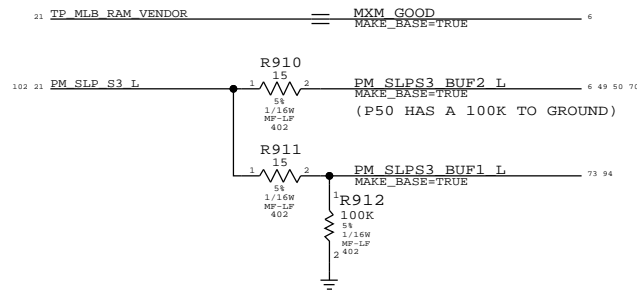 21 TP_MLB_RAM_VENDOR MXM_GOOD 6
MAKE_BASE=TRUE
R910
15
102 21 PM_SLP_S3_L 1 2 PM_SLPS3_BUF2_L 6 49 50 70
5% MAKE_BASE=TRUE
1/16W (P50 HAS A 100K TO GROUND)
MF-LF
402
R911
15
1 2 PM_SLPS3_BUF1_L 73 94
5% MAKE_BASE=TRUE
1/16W
MF-LF
402
1 R912
100K
5%
1/16W
MF-LF
2 402